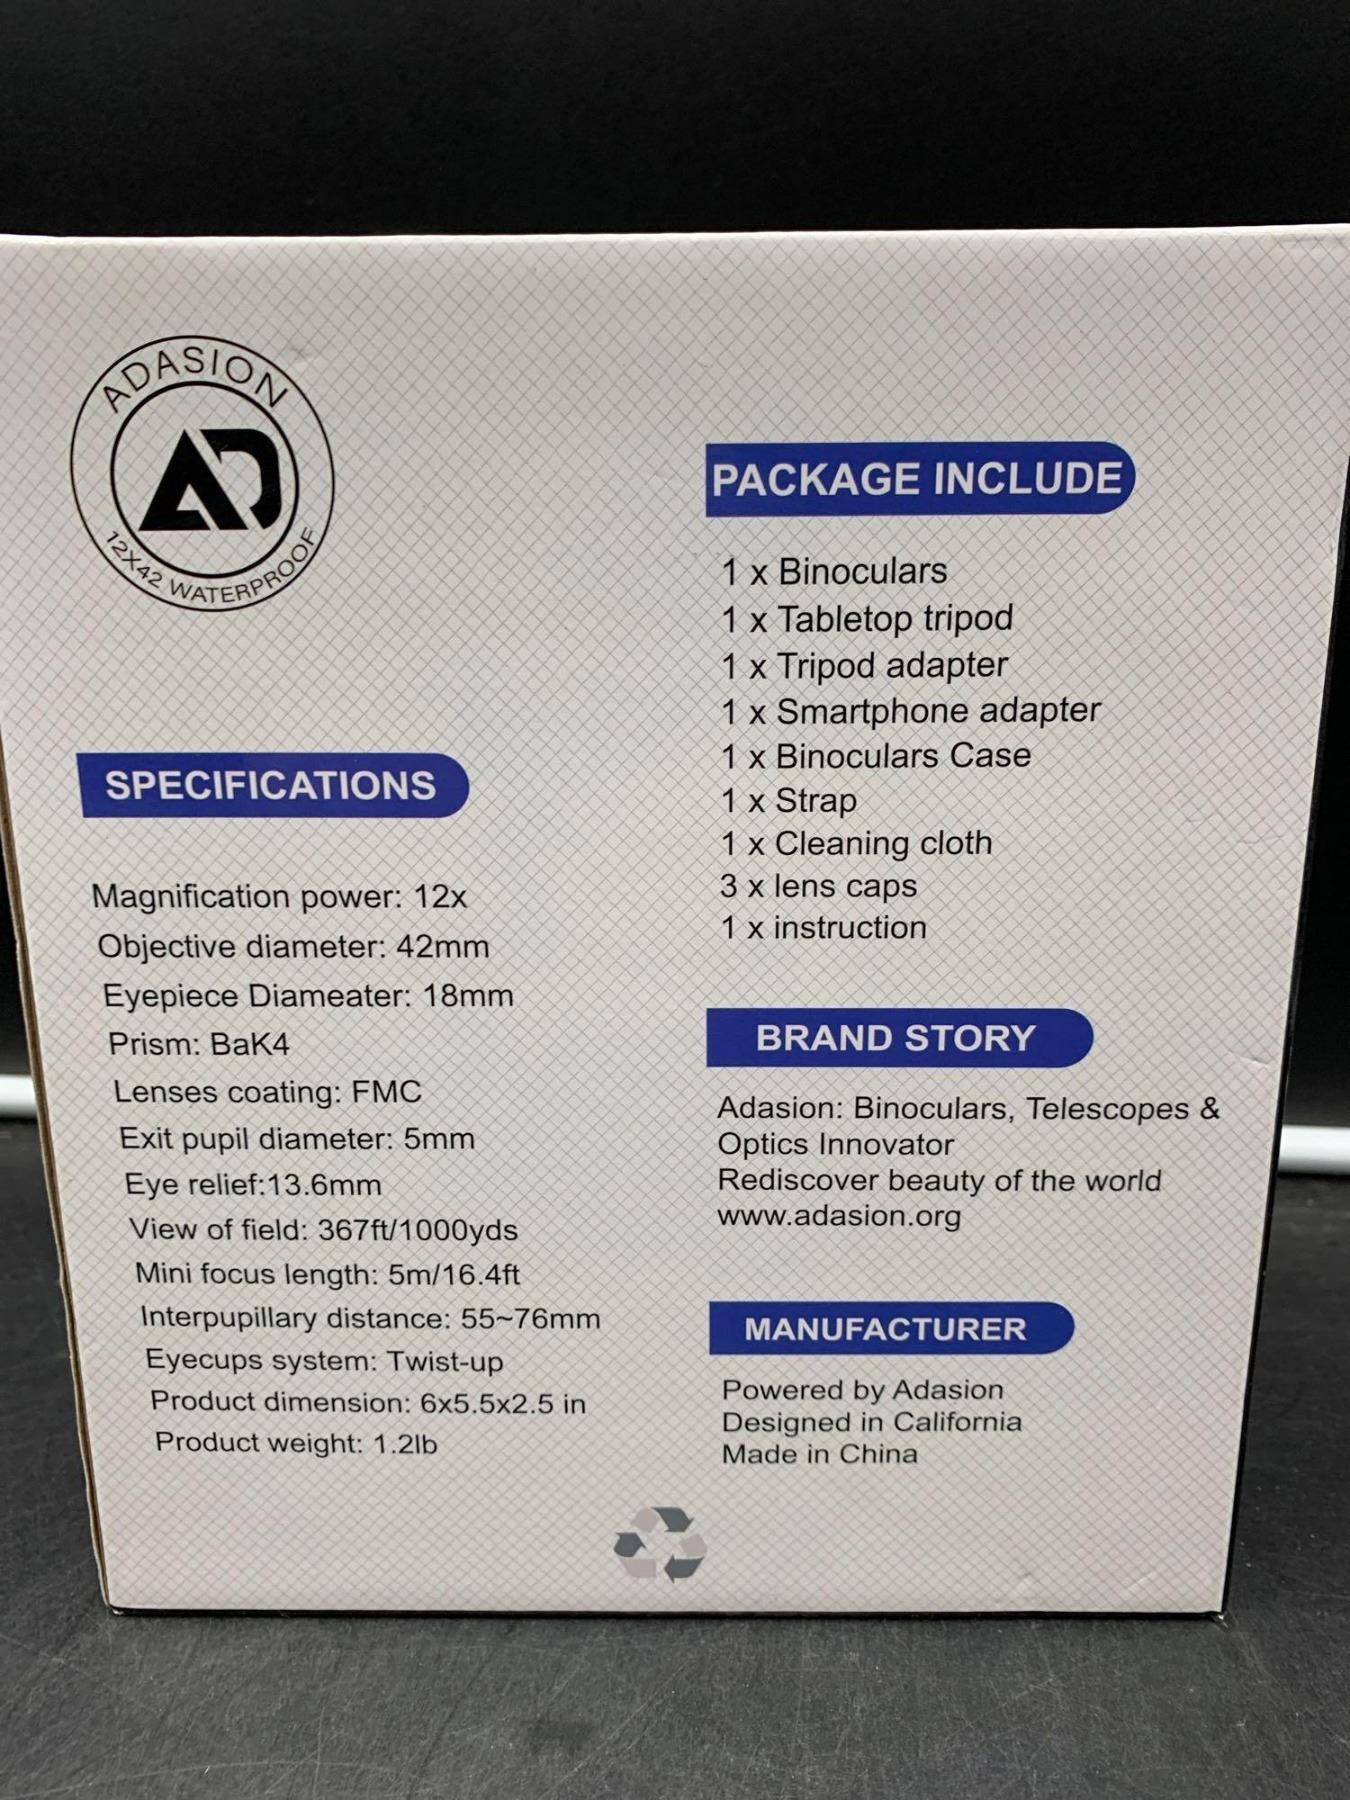 ADASION
AD
12X42 WATERPROOF
SPECIFICATIONS
Magnification power: 12x
Objective diameter: 42mm
Eyepiece Diameater: 18mm
Prism: BaK4
Lenses coating: FMC
Exit pupil diameter: 5mm
Eye relief:13.6mm
View of field: 367ft/1000yds
Mini focus length: 5m/16.4ft
Interpupillary distance: 55~76mm
Eyecups system: Twist-up
Product dimension: 6x5.5x2.5 in
Product weight: 1.2lb
PACKAGE INCLUDE
1 x Binoculars
1 x Tabletop tripod
1 x Tripod adapter
1 x Smartphone adapter
1 x Binoculars Case
1 x Strap
1 x Cleaning cloth
3 x lens caps
1 x instruction
BRAND STORY
Adasion: Binoculars, Telescopes &
Optics Innovator
Rediscover beauty of the world
www.adasion.org
MANUFACTURER
Powered by Adasion
Designed in California
Made in China